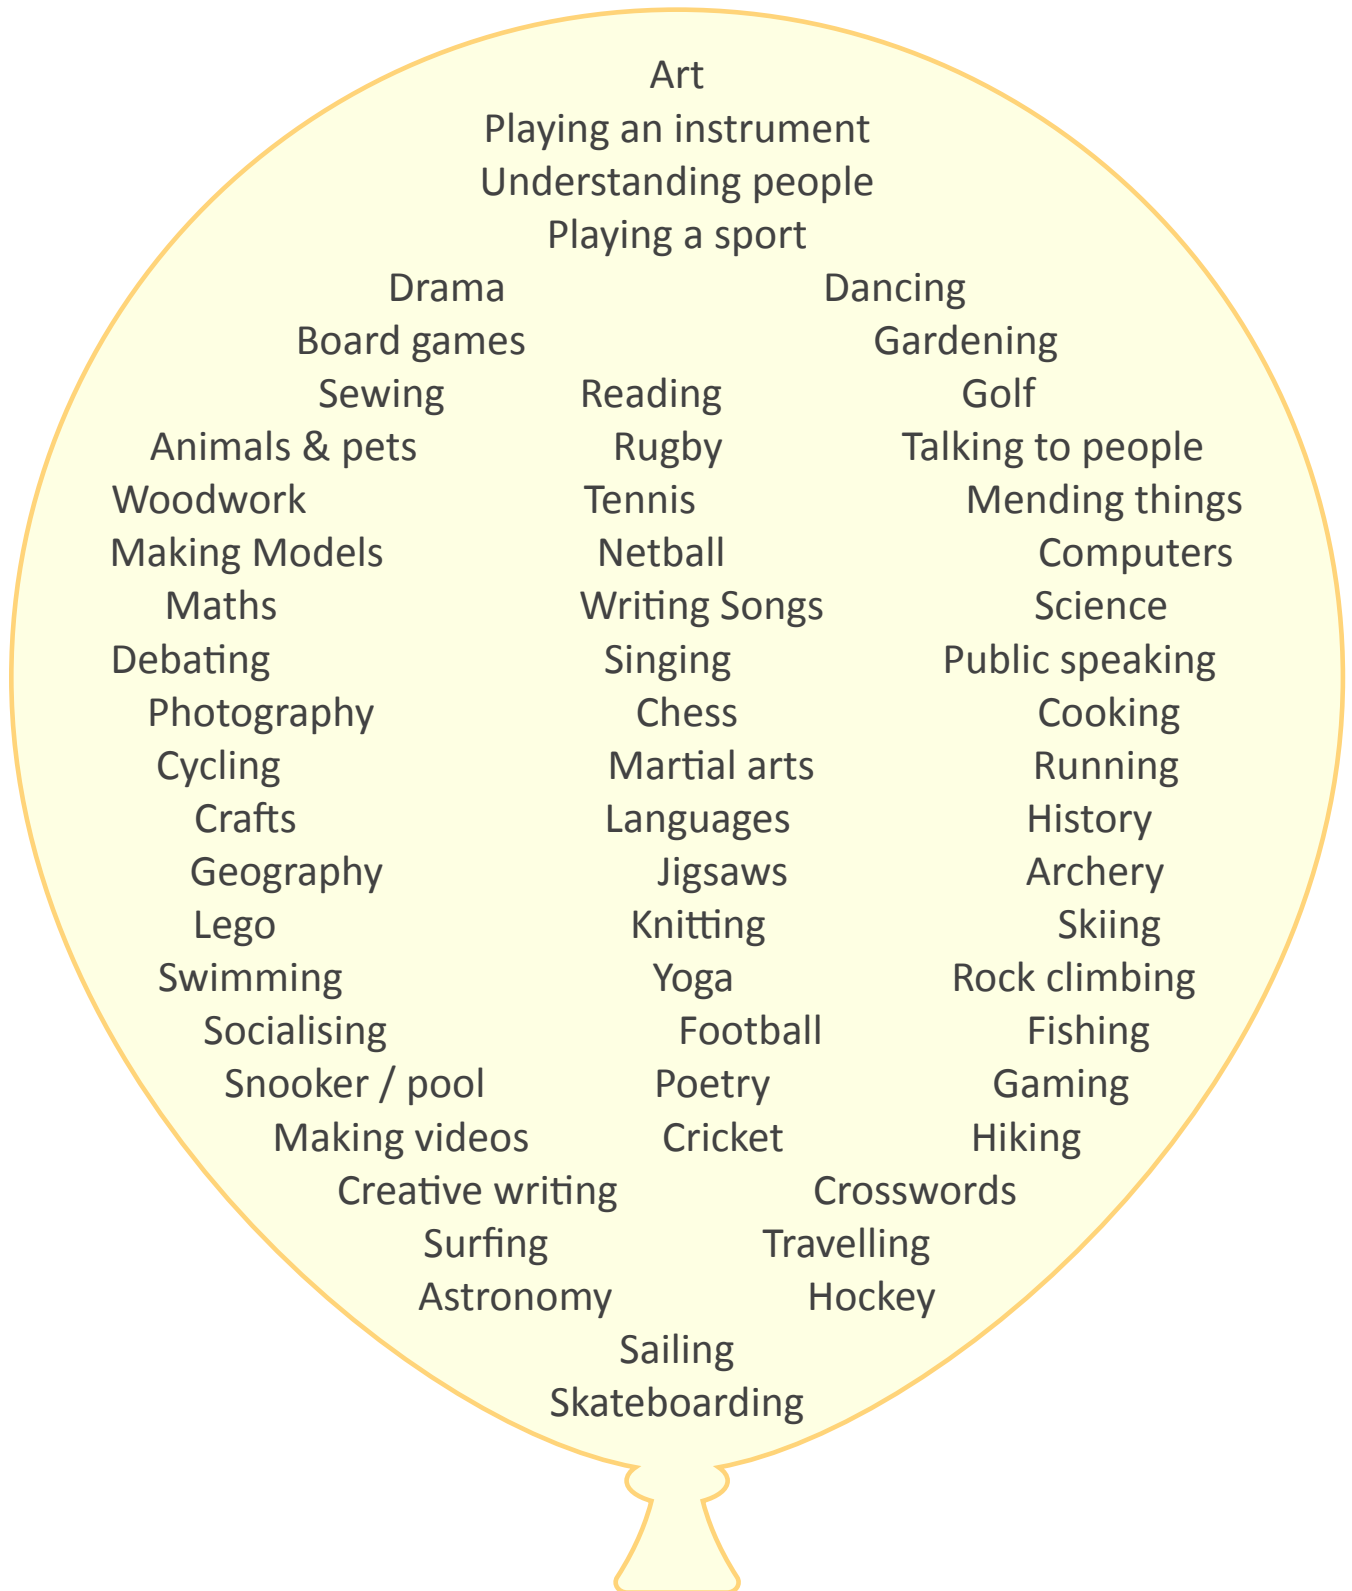 Art
Playing an instrument
Understanding people
Playing a sport
Drama Dancing
Board games Gardening
Sewing Reading Golf
Animals & pets Rugby Talking to people
Woodwork Tennis Mending things
Making Models Netball Computers
Maths Writing Songs Science
Debating Singing Public speaking
Photography Chess Cooking
Cycling Martial arts Running
Crafts Languages History
Geography Jigsaws Archery
Lego Knitting Skiing
Swimming Yoga Rock climbing
Socialising Football Fishing
Snooker / pool Poetry Gaming
Making videos Cricket Hiking
Creative writing Crosswords
Surfing Travelling
Astronomy Hockey
Sailing
Skateboarding